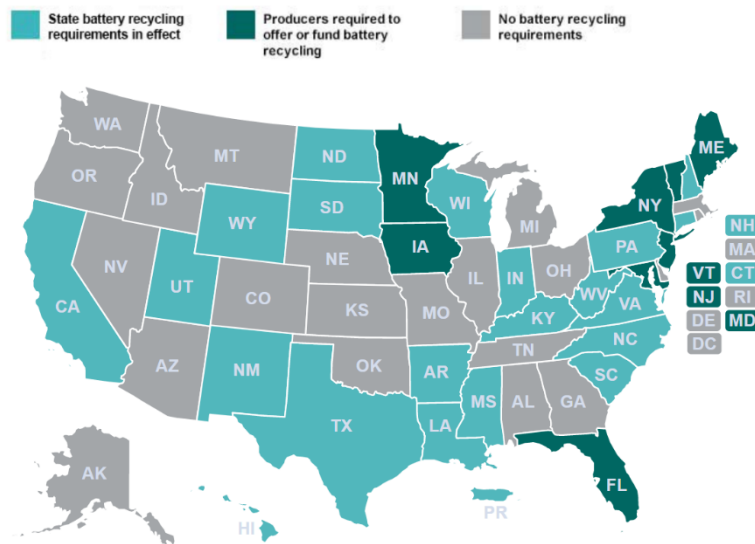 State battery recycling
requirements in effect
Producers required to
offer or fund battery
recycling
No battery recycling
requirements
WA
MT
ND
MN
ME
OR
ID
WY
SD
WI
MI
NY
NH
MA
NV
UT
CO
NE
IA
IL
IN
OH
PA
VT
CT
CA
KS
MO
KY
WV
VA
NJ
RI
AZ
NM
OK
AR
TN
NC
DE
MD
DC
TX
LA
MS
AL
GA
SC
AK
HI
PR
FL